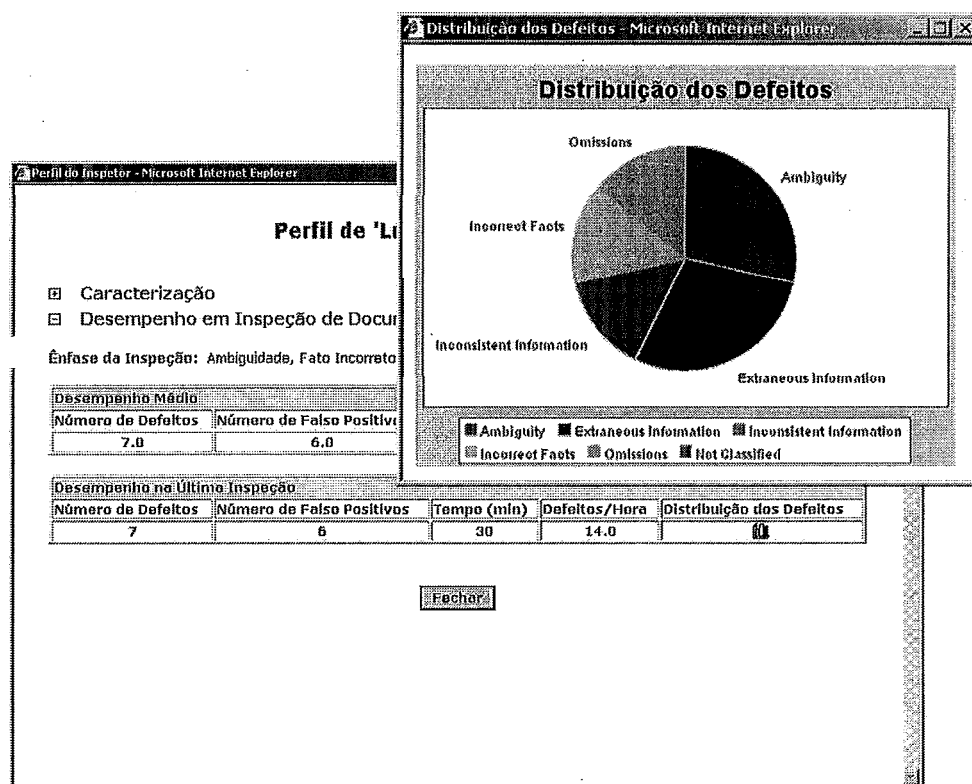 Distribuição dos Defeitos - Microsoft Internet Explorer
Distribuição dos Defeitos
Omissions
Ambiguity
Incorrect Facts
Inconsistent Information
Extraneous Information
Ambiguity Extraneous Information Inconsistent Information
Incorrect Facts Omissions Not Classified
Perfil do Inspetor - Microsoft Internet Explorer
Perfil de 'Lu
Caracterização
Desempenho em Inspeção de Docu
Ênfase da Inspeção: Ambiguidade, Fato Incorreto
Desempenho Médio
Número de Defeitos Número de Falso Positivo
7.0 6.0
Desempenho na Última Inspeção
Número de Defeitos Número de Falso Positivos Tempo (min) Defeitos/Hora Distribuição dos Defeitos
7 6 30 14.0
Fechar